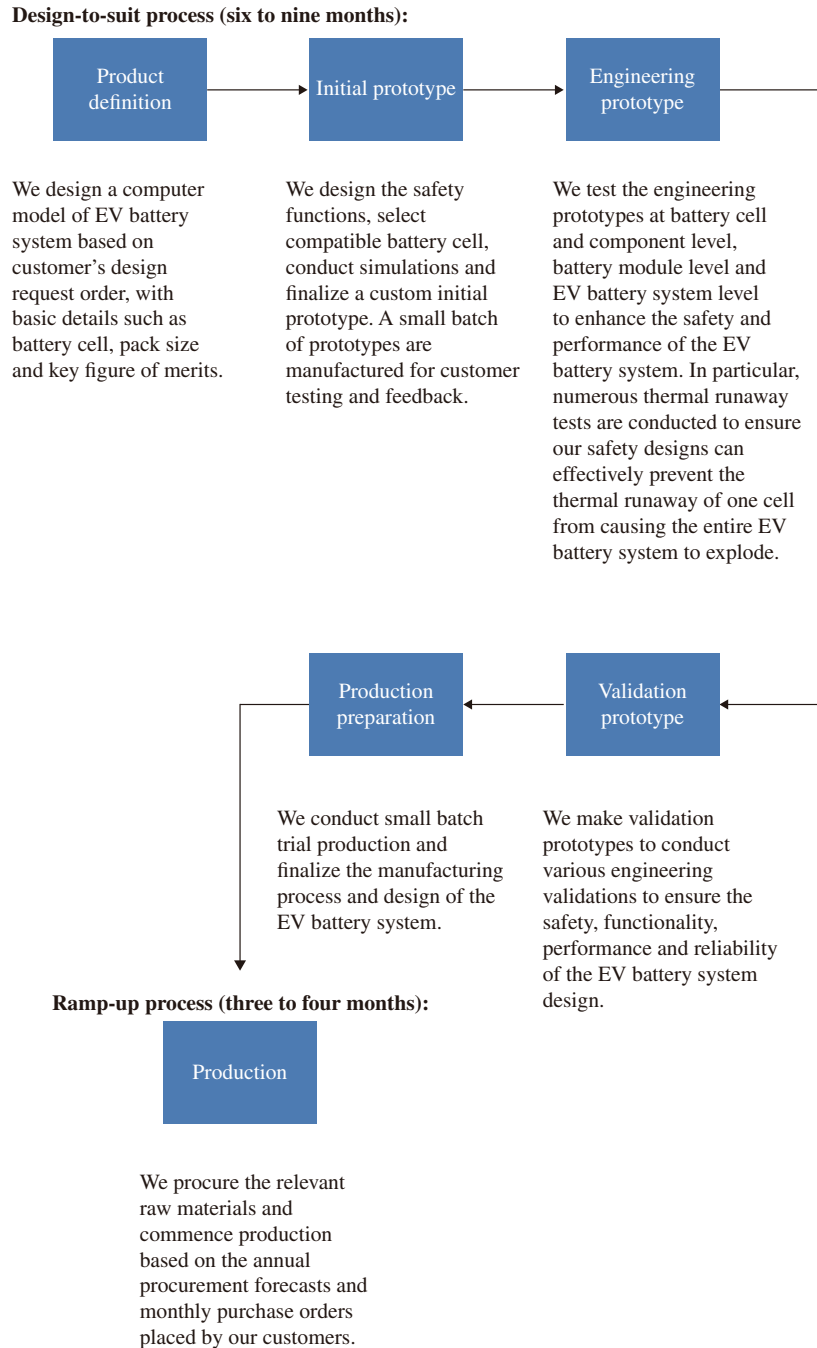 Design-to-suit process (six to nine months):
Product
definition
Initial prototype
Engineering
prototype
We design a computer
model of EV battery
system based on
customer's design
request order, with
basic details such as
battery cell, pack size
and key figure of merits.
We design the safety
functions, select
compatible battery cell,
conduct simulations and
finalize a custom initial
prototype. A small batch
of prototypes are
manufactured for customer
testing and feedback.
We test the engineering
prototypes at battery cell
and component level,
battery module level and
EV battery system level
to enhance the safety and
performance of the EV
battery system. In particular,
numerous thermal runaway
tests are conducted to ensure
our safety designs can
effectively prevent the
thermal runaway of one cell
from causing the entire EV
battery system to explode.
Validation
prototype
We make validation
prototypes to conduct
various engineering
validations to ensure the
safety, functionality,
performance and reliability
of the EV battery system
design.
Production
preparation
We conduct small batch
trial production and
finalize the manufacturing
process and design of the
EV battery system.
Ramp-up process (three to four months):
Production
We procure the relevant
raw materials and
commence production
based on the annual
procurement forecasts and
monthly purchase orders
placed by our customers.